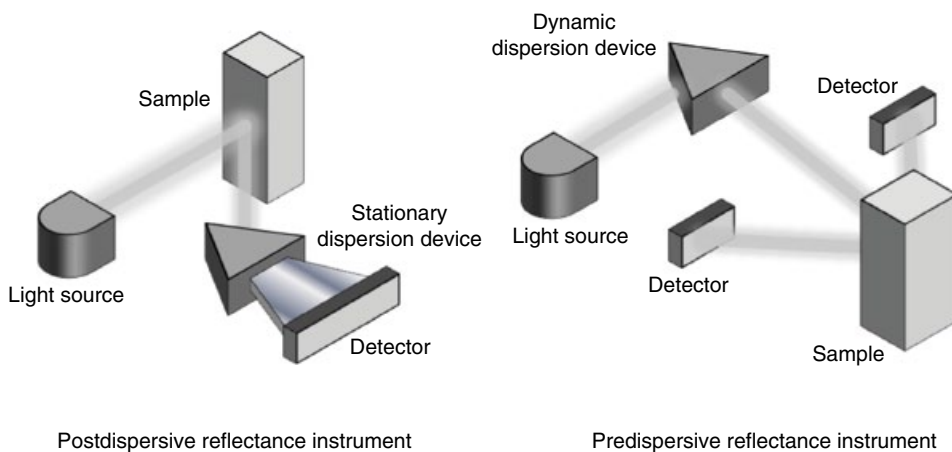 Sample
Light source
Stationary
dispersion device
Detector
Postdispersive reflectance instrument
Dynamic
dispersion device
Detector
Light source
Detector
Sample
Predispersive reflectance instrument